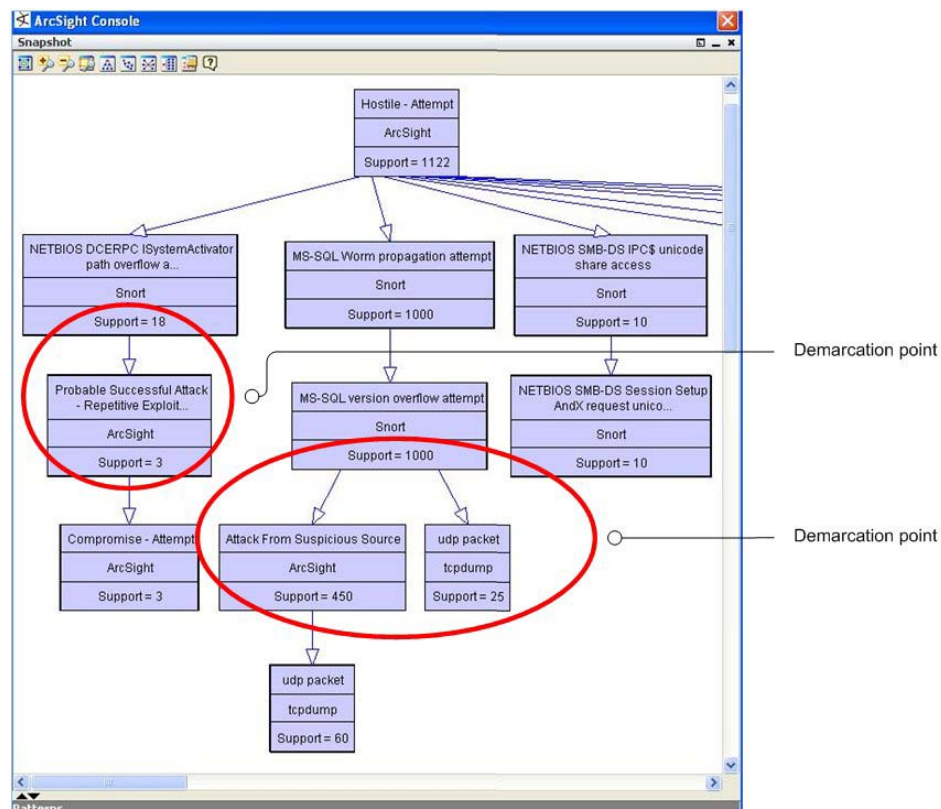 ArcSight Console
Snapshot
Hostile - Attempt
ArcSight
Support = 1122
NETBIOS DCERPC ISystemActivator
path overflow a...
Snort
Support = 18
MS-SQL Worm propagation attempt
Snort
Support = 1000
NETBIOS SMB-DS IPC$ unicode
share access
Snort
Support = 10
Demarcation point
Probable Successful Attack
- Repetitive Exploit...
ArcSight
Support = 3
MS-SQL version overflow attempt
Snort
Support = 1000
NETBIOS SMB-DS Session Setup
AndX request unico...
Snort
Support = 10
Demarcation point
Compromise - Attempt
ArcSight
Support = 3
Attack From Suspicious Source
ArcSight
Support = 450
udp packet
tcpdump
Support = 25
udp packet
tcpdump
Support = 60
Patterns